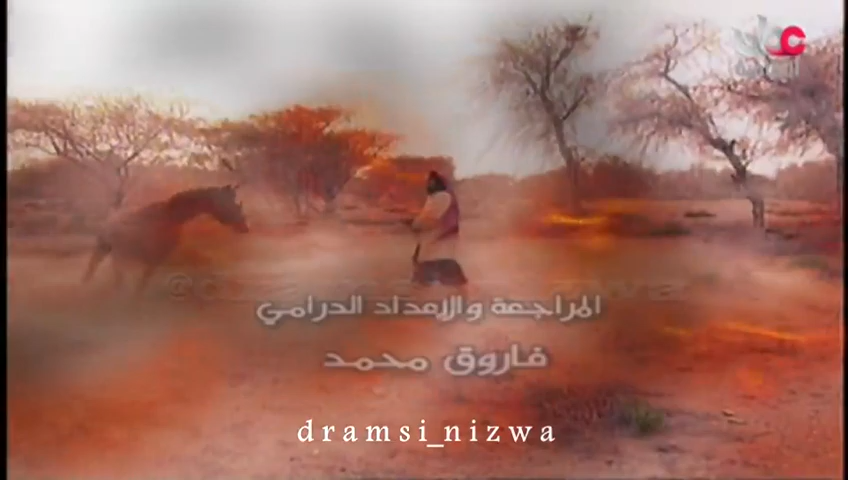 المراجعة والإعداد الدرامي
فاروق محمد
dramsi_nizwa